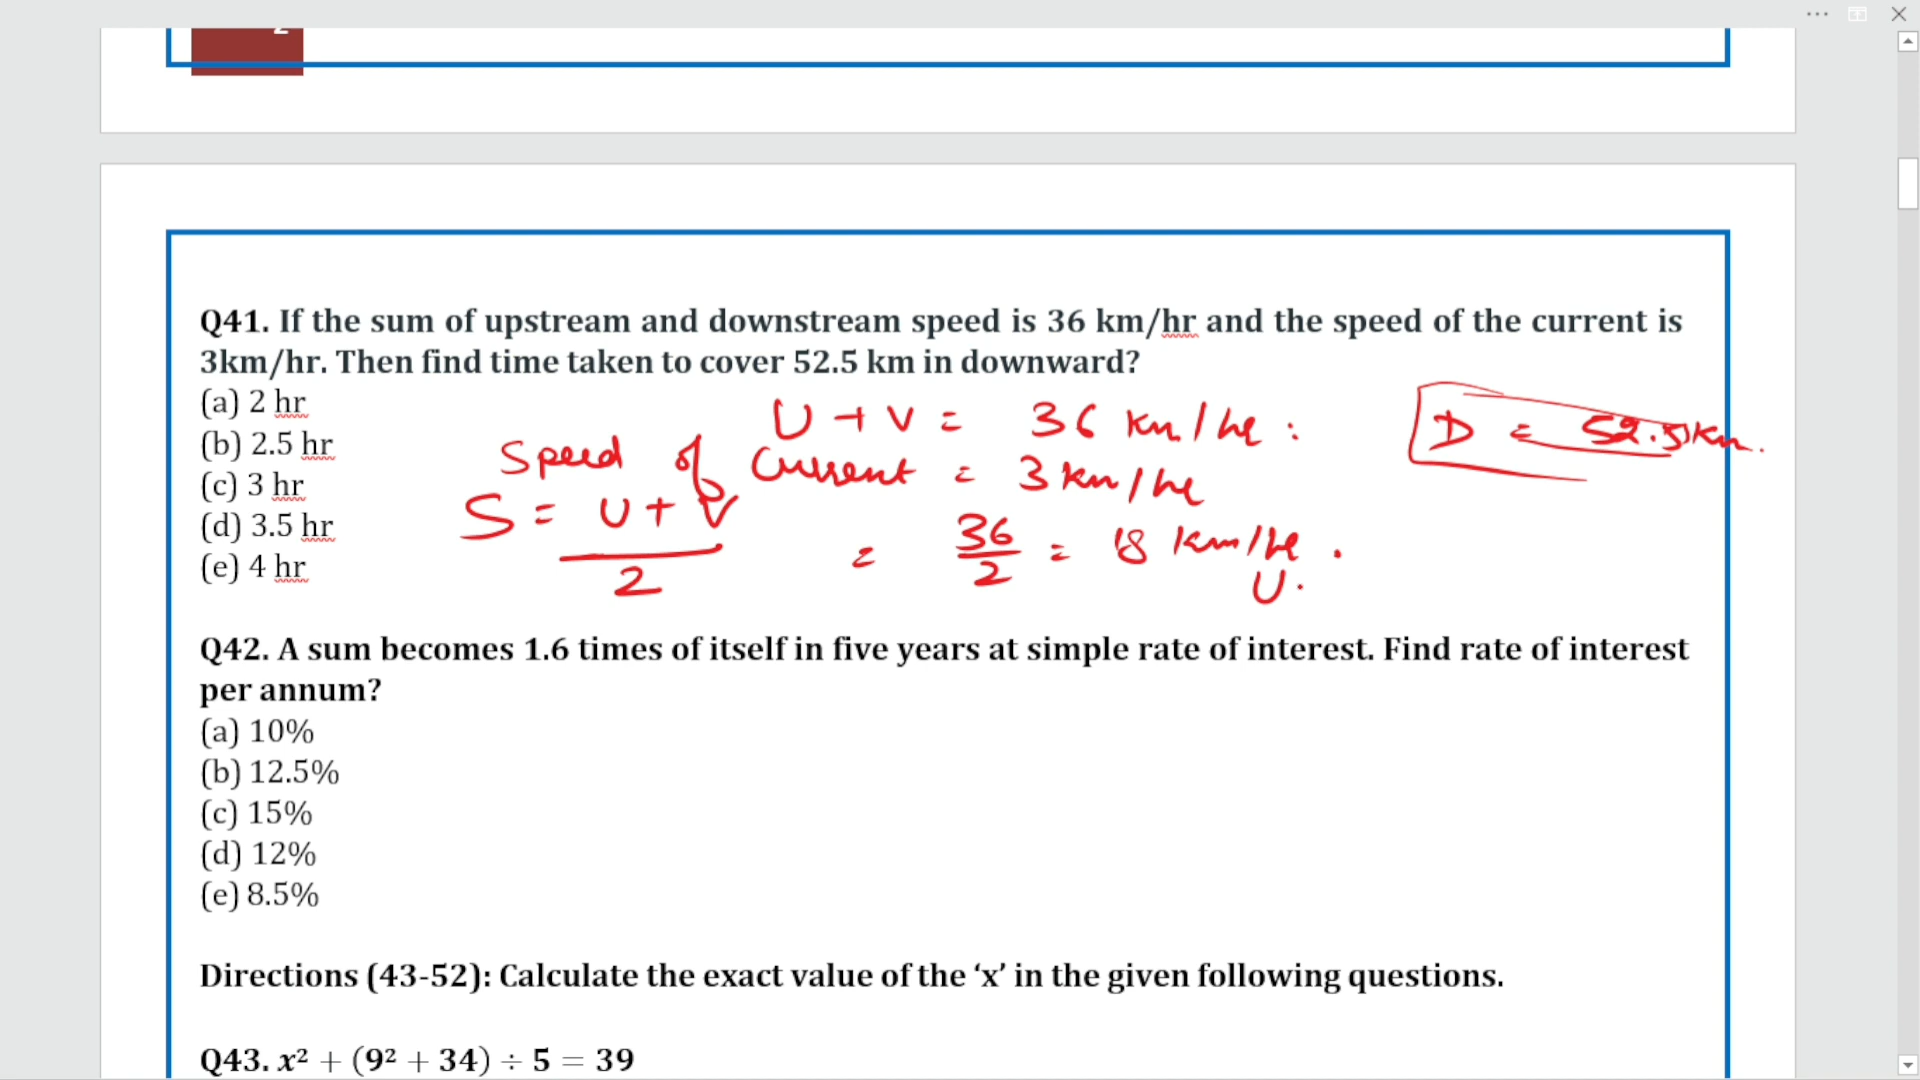 Q41. If the sum of upstream and downstream speed is 36 km/hr and the speed of the current is
3km/hr. Then find time taken to cover 52.5 km in downward?
(a) 2 hr
(b) 2.5 hr
(c) 3 hr
(d) 3.5 hr
(e) 4 hr
U + V = 36 km/hr :
D = 52.5 km.
Speed of Current = 3 km/hr
S = U + V / 2 = 36 / 2 = 18 km/hr .
U .
Q42. A sum becomes 1.6 times of itself in five years at simple rate of interest. Find rate of interest
per annum?
(a) 10%
(b) 12.5%
(c) 15%
(d) 12%
(e) 8.5%
Directions (43-52): Calculate the exact value of the ‘x’ in the given following questions.
Q43. x² + (9² + 34) ÷ 5 = 39